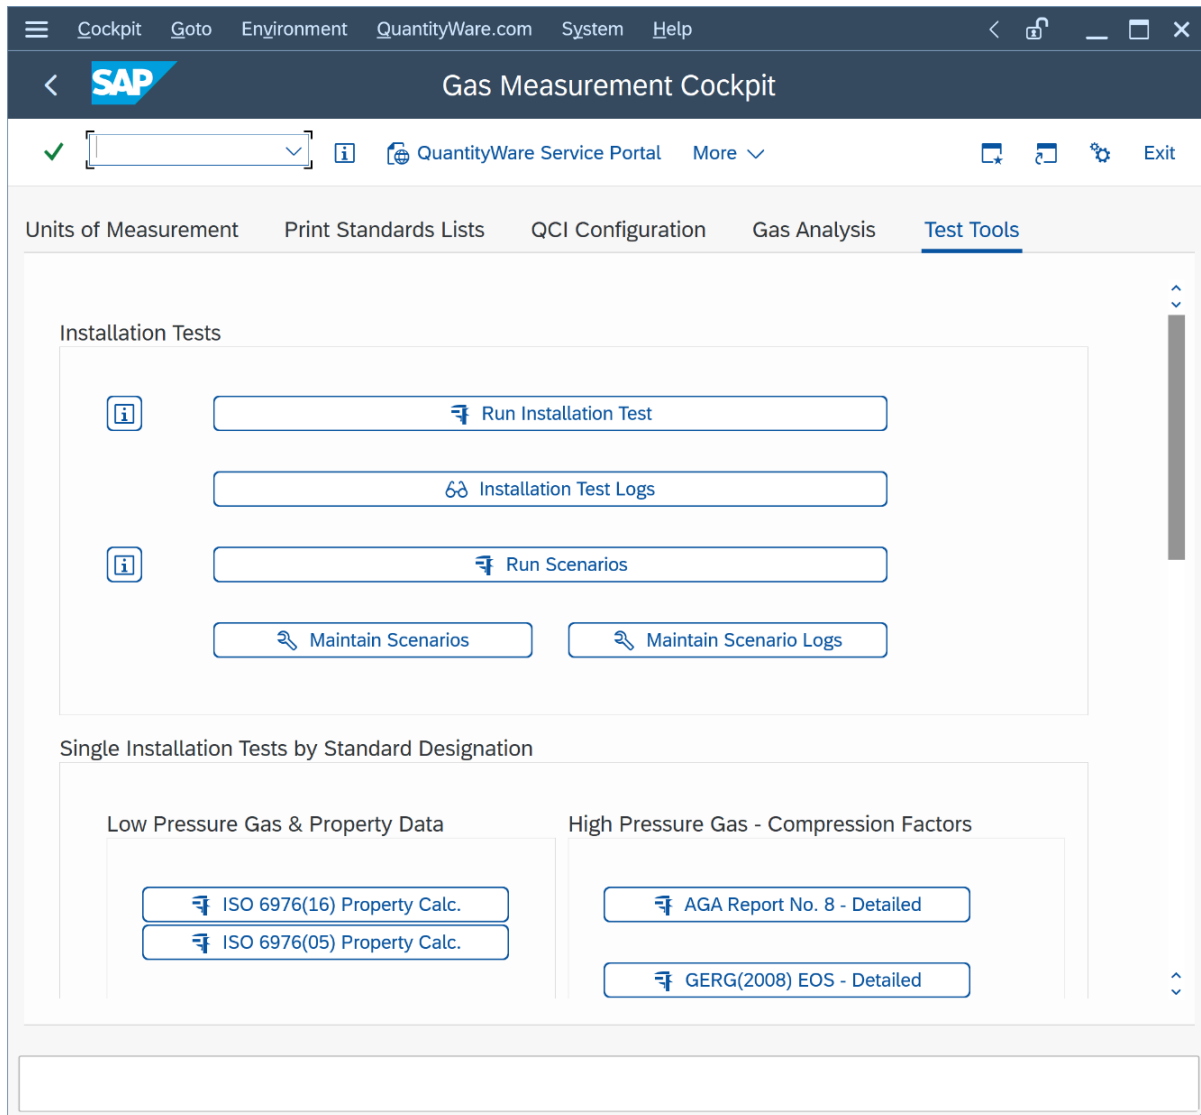 Cockpit Goto Environment QuantityWare.com System Help
SAP Gas Measurement Cockpit
QuantityWare Service Portal More Exit
Units of Measurement Print Standards Lists QCI Configuration Gas Analysis Test Tools
Installation Tests
Run Installation Test
Installation Test Logs
Run Scenarios
Maintain Scenarios Maintain Scenario Logs
Single Installation Tests by Standard Designation
Low Pressure Gas & Property Data High Pressure Gas - Compression Factors
ISO 6976(16) Property Calc. AGA Report No. 8 - Detailed
ISO 6976(05) Property Calc.
GERG(2008) EOS - Detailed